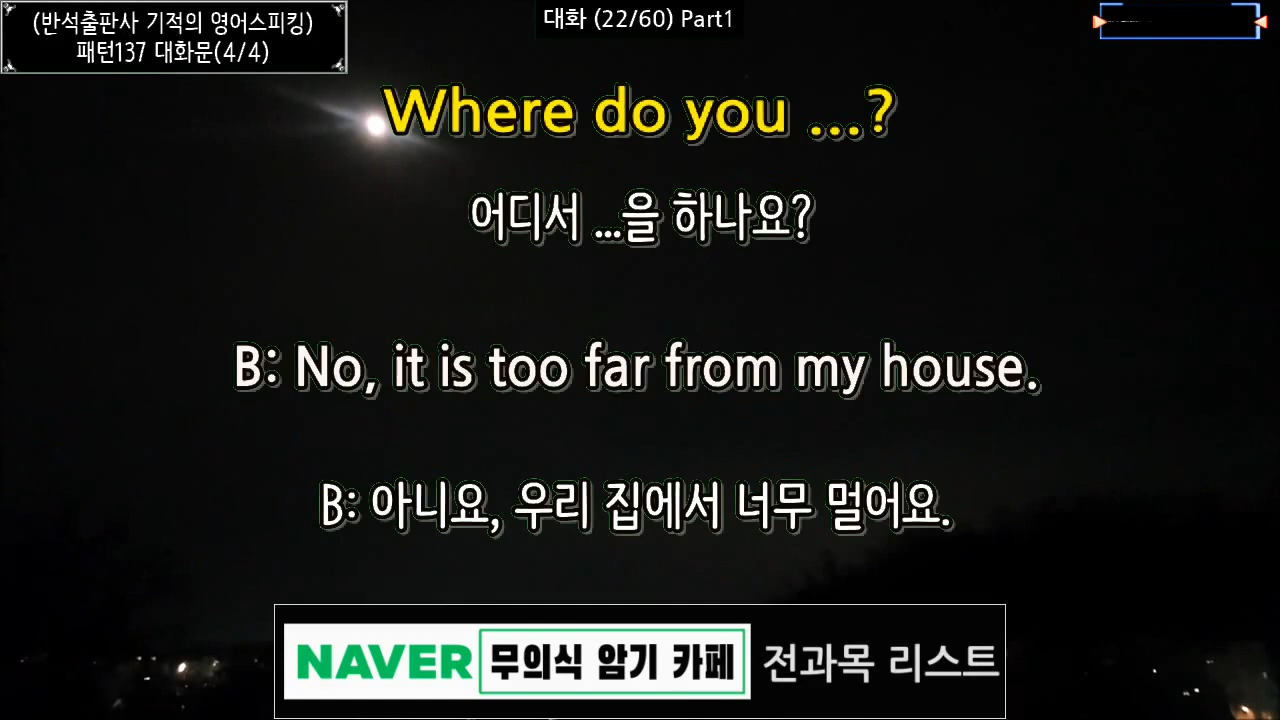 (반석출판사 기적의 영어스피킹)
패턴137 대화문(4/4)
대화 (22/60) Part1
Where do you ...?
어디서 ...을 하나요?
B: No, it is too far from my house.
B: 아니요, 우리 집에서 너무 멀어요.
NAVER 무의식 암기 카페 전과목 리스트